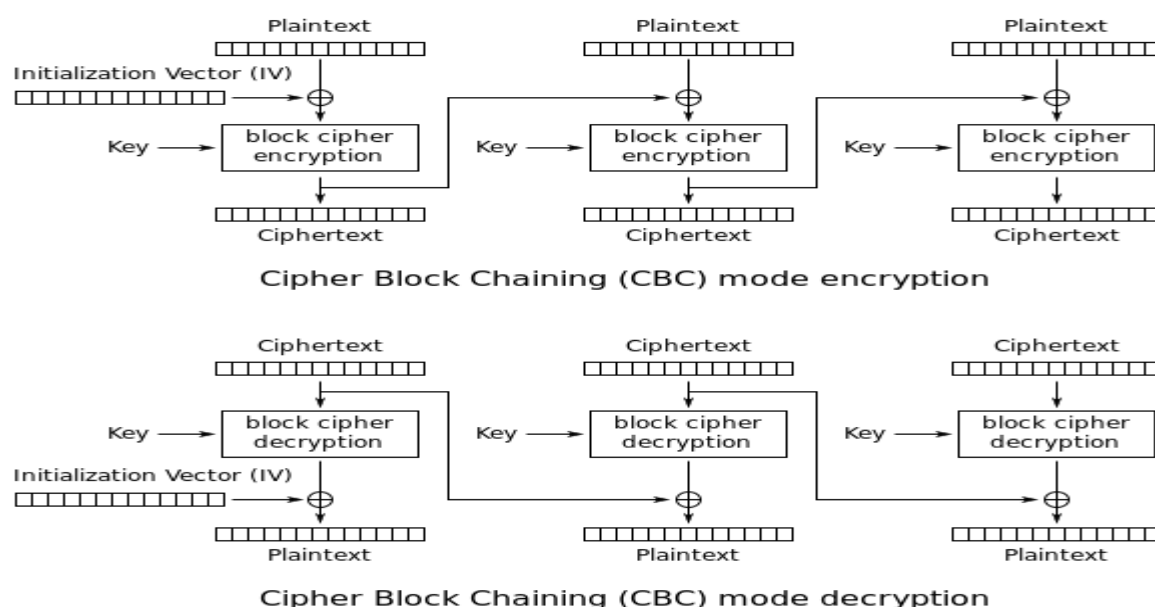 Plaintext Plaintext Plaintext
Initialization Vector (IV)
Key block cipher encryption Key block cipher encryption Key block cipher encryption
Ciphertext Ciphertext Ciphertext
Cipher Block Chaining (CBC) mode encryption
Ciphertext Ciphertext Ciphertext
Key block cipher decryption Key block cipher decryption Key block cipher decryption
Initialization Vector (IV)
Plaintext Plaintext Plaintext
Cipher Block Chaining (CBC) mode decryption